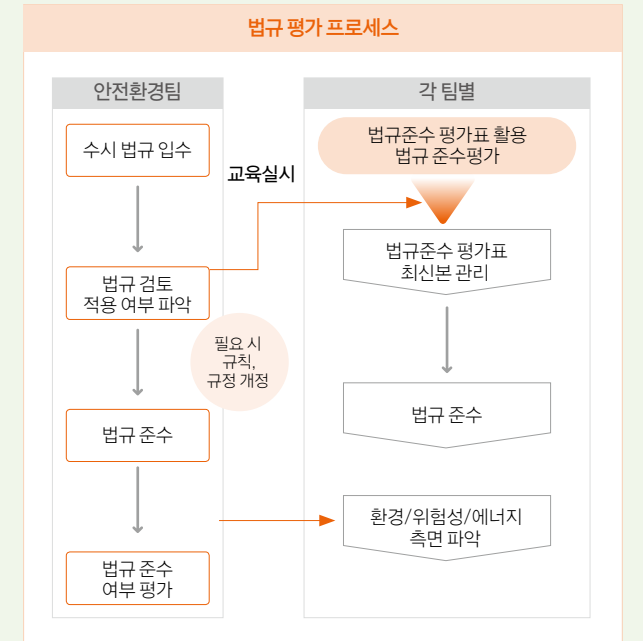 법규 평가 프로세스
안전환경팀
수시 법규 입수
법규 검토
적용 여부 파악
법규 준수
법규 준수
여부 평가
교육실시
필요 시
규칙,
규정 개정
각 팀별
법규준수 평가표 활용
법규 준수평가
법규준수 평가표
최신본 관리
법규 준수
환경/위험성/에너지
측면 파악